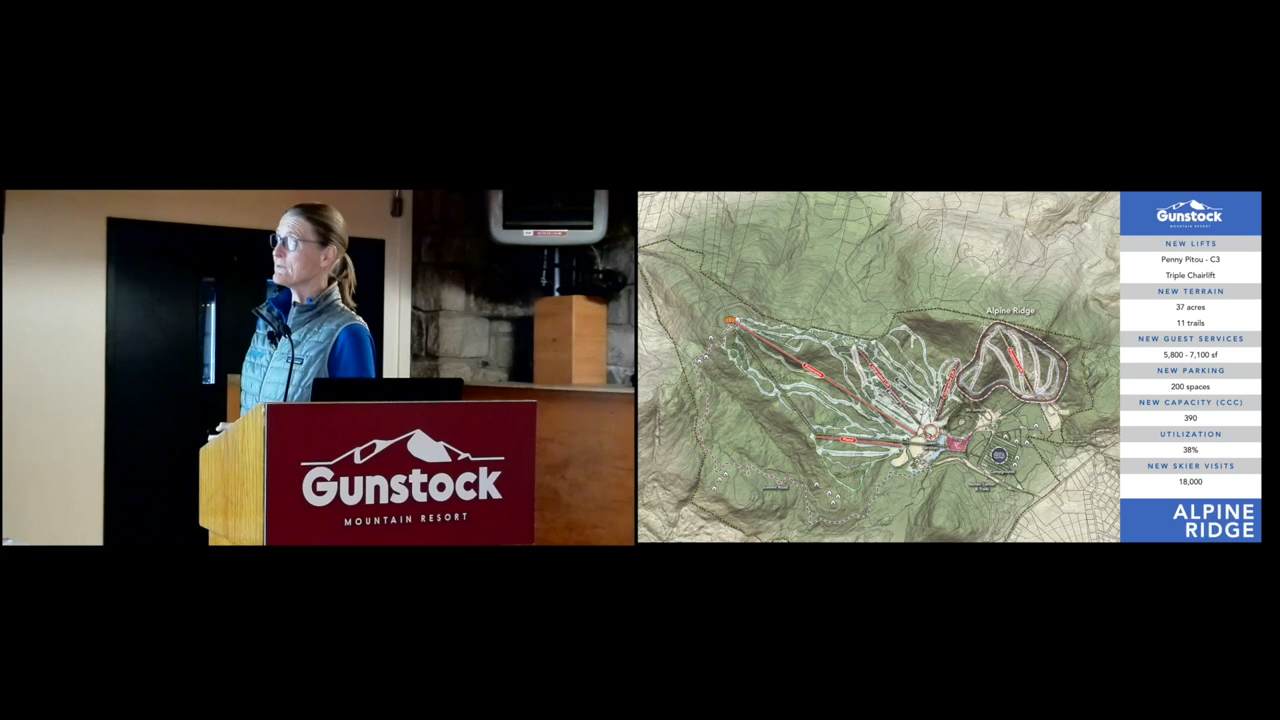 Gunstock
MOUNTAIN RESORT
Alpine Ridge
Gunstock
MOUNTAIN RESORT
NEW LIFTS
Penny Pitou - C3
Triple Chairlift
NEW TERRAIN
37 acres
11 trails
NEW GUEST SERVICES
5,800 - 7,100 sf
NEW PARKING
200 spaces
NEW CAPACITY (CCC)
390
UTILIZATION
38%
NEW SKIER VISITS
18,000
ALPINE
RIDGE